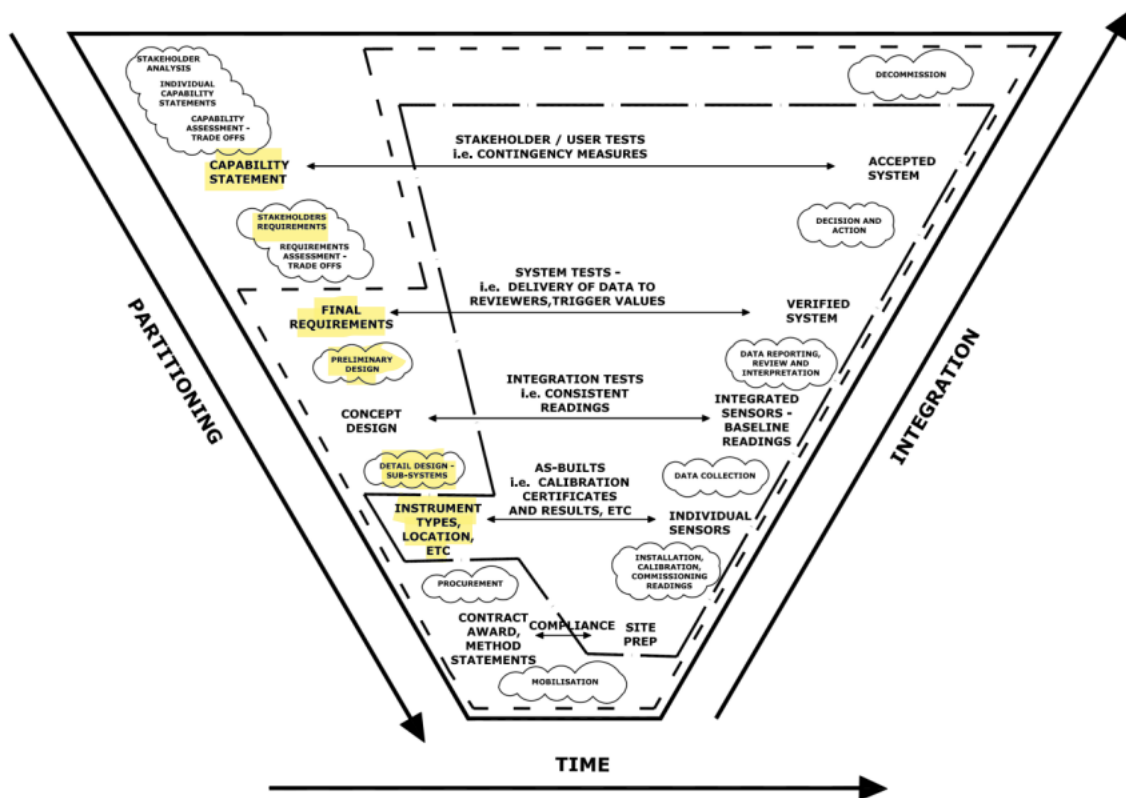 STAKEHOLDER
ANALYSIS
INDIVIDUAL
CAPABILITY
STATEMENTS
CAPABILITY
ASSESSMENT -
TRADE OFFS
CAPABILITY
STATEMENT
STAKEHOLDER / USER TESTS
i.e. CONTINGENCY MEASURES
DECOMMISSION
ACCEPTED
SYSTEM
STAKEHOLDERS
REQUIREMENTS
REQUIREMENTS
ASSESSMENT -
TRADE OFFS
DECISION AND
ACTION
FINAL
REQUIREMENTS
SYSTEM TESTS -
i.e. DELIVERY OF DATA TO
REVIEWERS,TRIGGER VALUES
VERIFIED
SYSTEM
PRELIMINARY
DESIGN
DATA REPORTING,
REVIEW AND
INTERPRETATION
CONCEPT
DESIGN
INTEGRATION TESTS
i.e. CONSISTENT
READINGS
INTEGRATED
SENSORS -
BASELINE
READINGS
DETAIL DESIGN -
SUB-SYSTEMS
DATA COLLECTION
INSTRUMENT
TYPES,
LOCATION,
ETC
AS-BUILTS
i.e. CALIBRATION
CERTIFICATES
AND RESULTS, ETC
INDIVIDUAL
SENSORS
PROCUREMENT
INSTALLATION,
CALIBRATION,
COMMISSIONING
READINGS
CONTRACT
AWARD,
METHOD
STATEMENTS
COMPLIANCE
SITE
PREP
MOBILISATION
PARTITIONING
INTEGRATION
TIME